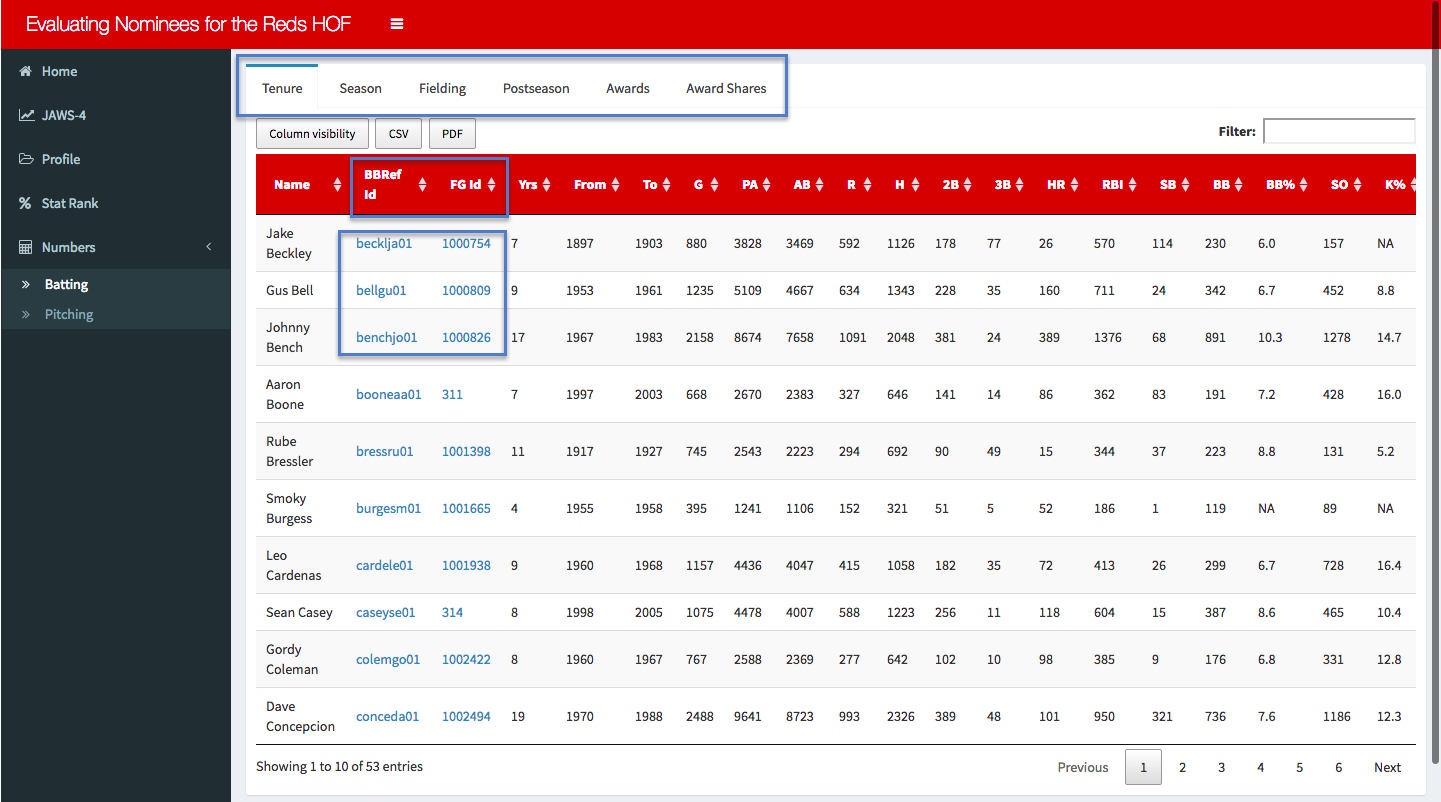 Evaluating Nominees for the Reds HOF
Home
JAWS-4
Profile
Stat Rank
Numbers
Batting
Pitching
Tenure Season Fielding Postseason Awards Award Shares
Column visibility CSV PDF Filter:
Name BBRef Id FG Id Yrs From To G PA AB R H 2B 3B HR RBI SB BB BB% SO K%
Jake Beckley becklja01 1000754 7 1897 1903 880 3828 3469 592 1126 178 77 26 570 114 230 6.0 157 NA
Gus Bell bellgu01 1000809 9 1953 1961 1235 5109 4667 634 1343 228 35 160 711 24 342 6.7 452 8.8
Johnny Bench benchjo01 1000826 17 1967 1983 2158 8674 7658 1091 2048 381 24 389 1376 68 891 10.3 1278 14.7
Aaron Boone booneaa01 311 7 1997 2003 668 2670 2383 327 646 141 14 86 362 83 191 7.2 428 16.0
Rube Bressler bressru01 1001398 11 1917 1927 745 2543 2223 294 692 90 49 15 344 37 223 8.8 131 5.2
Smoky Burgess burgesm01 1001665 4 1955 1958 395 1241 1106 152 321 51 5 52 186 1 119 NA 89 NA
Leo Cardenas cardele01 1001938 9 1960 1968 1157 4436 4047 415 1058 182 35 72 413 26 299 6.7 728 16.4
Sean Casey caseyse01 314 8 1998 2005 1075 4478 4007 588 1223 256 11 118 604 15 387 8.6 465 10.4
Gordy Coleman colemgo01 1002422 8 1960 1967 767 2588 2369 277 642 102 10 98 385 9 176 6.8 331 12.8
Dave Concepcion conceda01 1002494 19 1970 1988 2488 9641 8723 993 2326 389 48 101 950 321 736 7.6 1186 12.3
Showing 1 to 10 of 53 entries Previous 1 2 3 4 5 6 Next